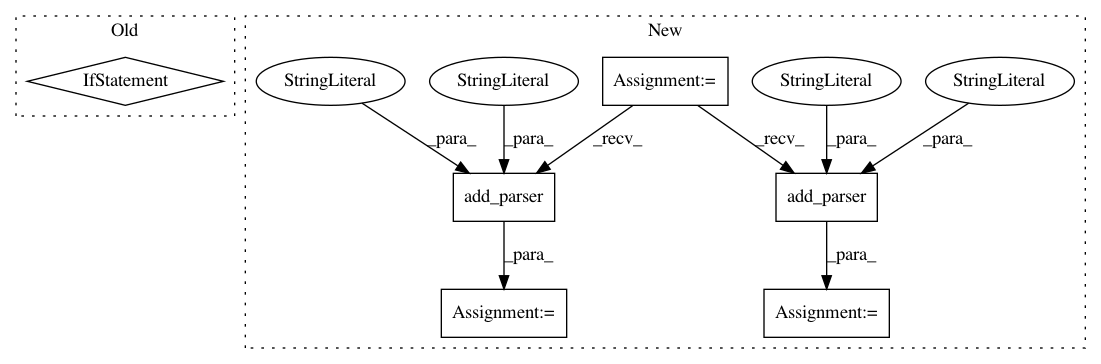 Old
New
IfStatement
StringLiteral
StringLiteral
Assignment:=
StringLiteral
StringLiteral
_para_
_para_
_recv_
_recv_
_para_
_para_
add_parser
add_parser
_para_
_para_
Assignment:=
Assignment:=